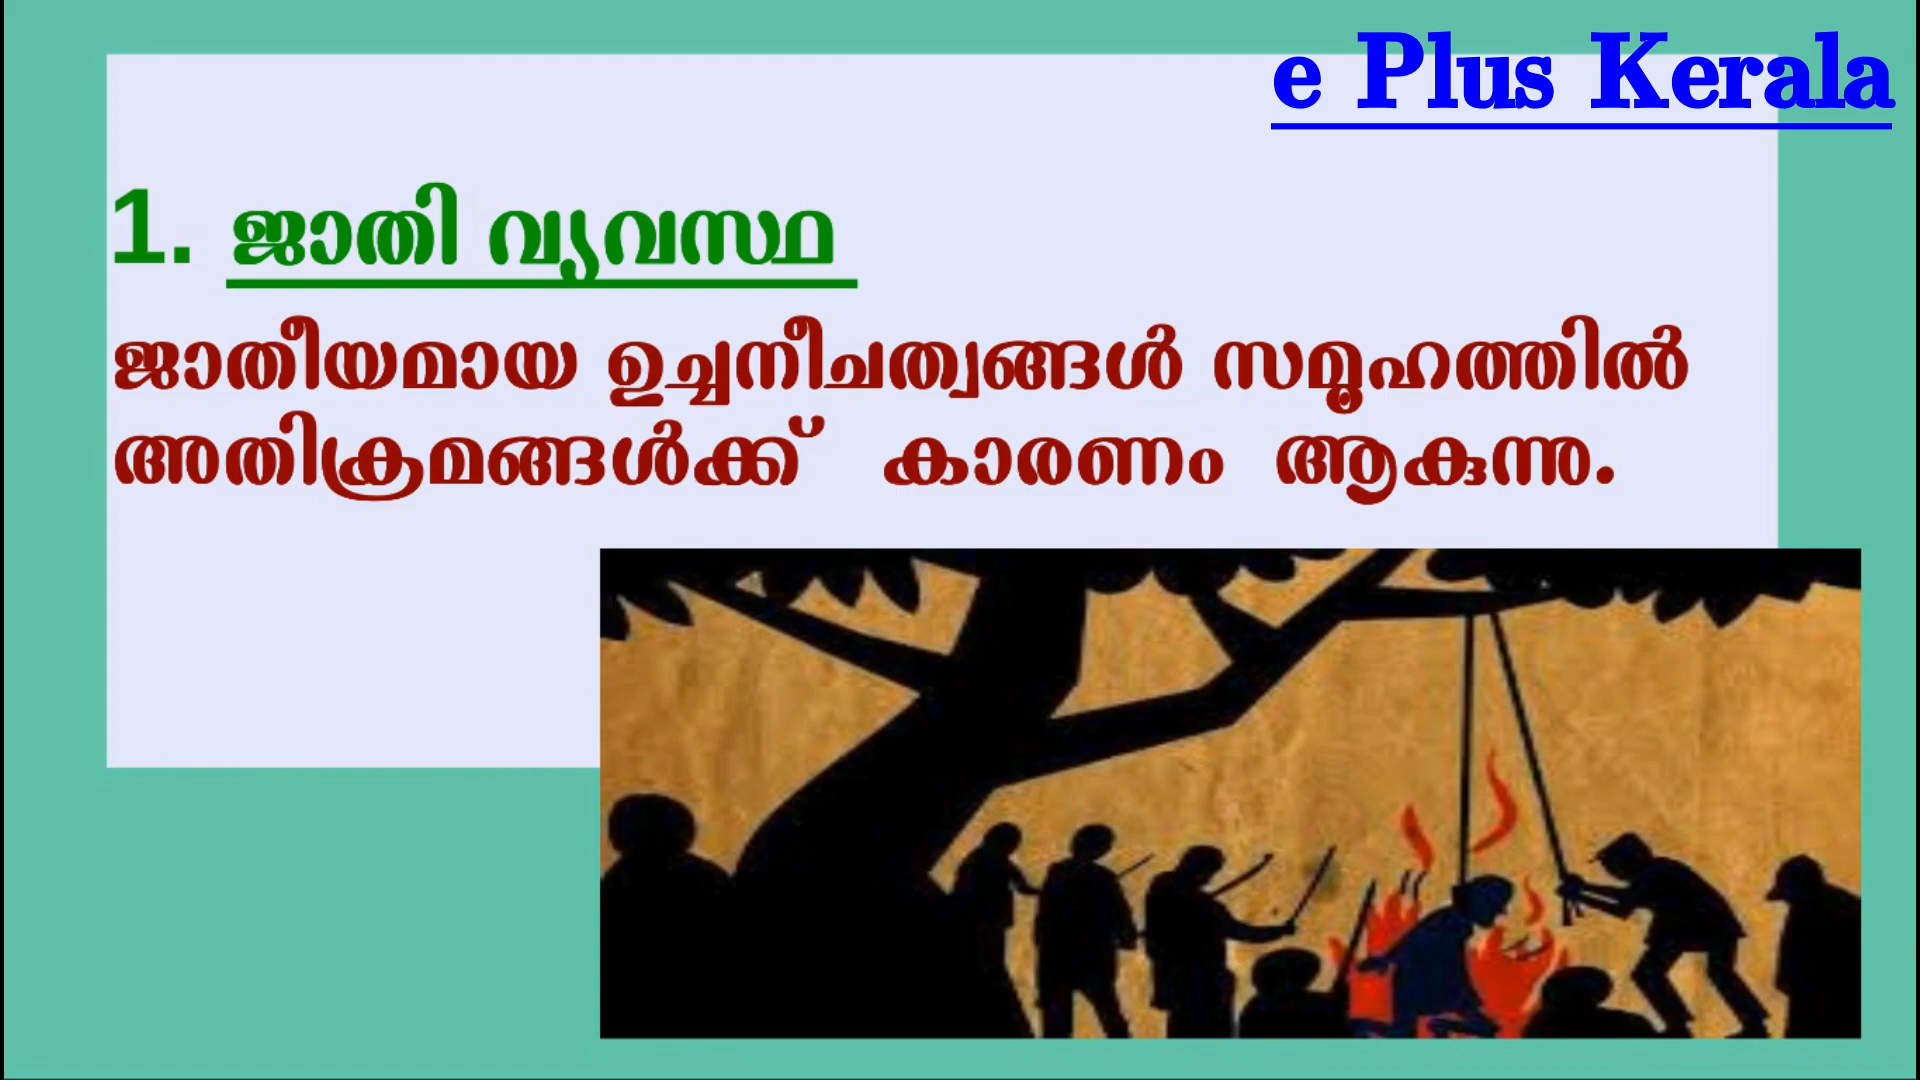 e Plus Kerala
1. ജാതി വ്യവസ്ഥ
ജാതീയമായ ഉച്ചനീചത്വങ്ങൾ സമൂഹത്തിൽ
അതിക്രമങ്ങൾക്ക് കാരണം ആകുന്നു.